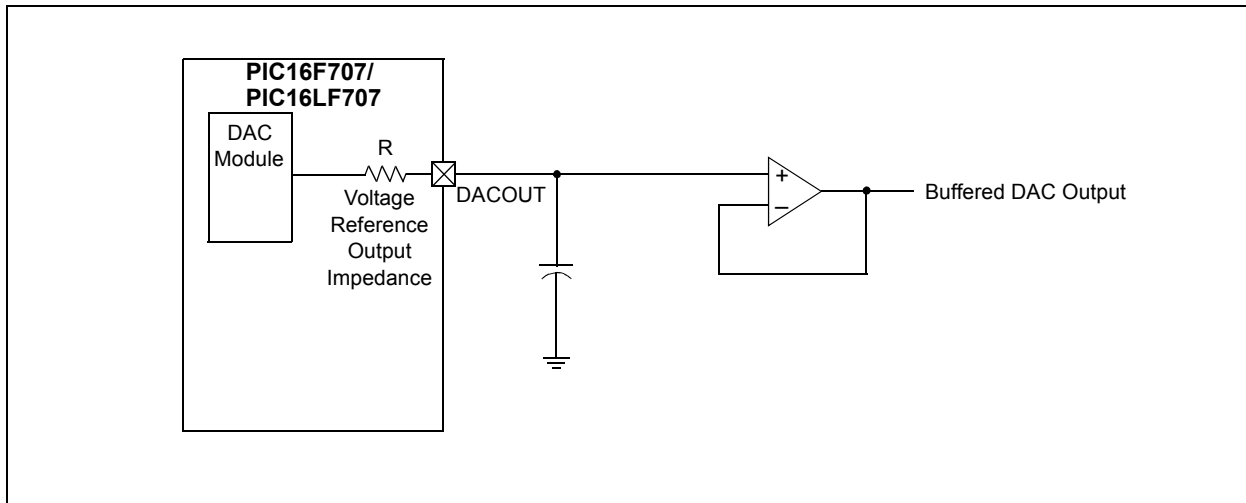 PIC16F707/
PIC16LF707
DAC
Module
R
Voltage
Reference
Output
Impedance
DACOUT
+
–
Buffered DAC Output